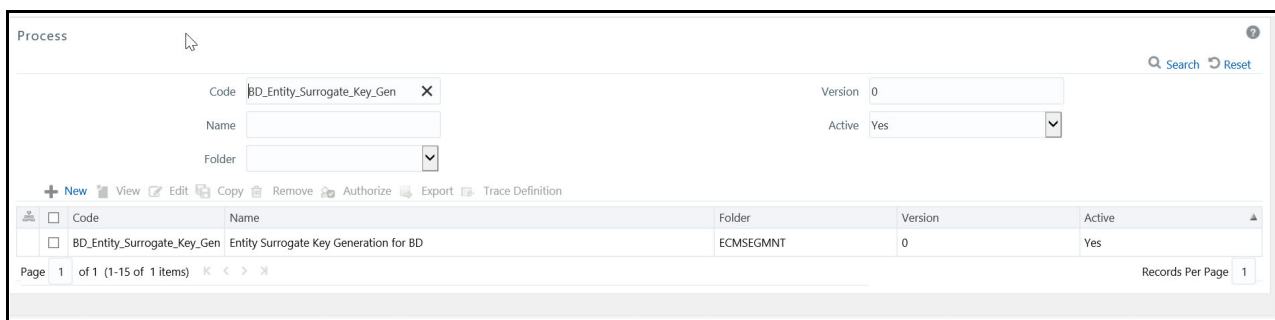 Process
Search Reset
Code BD_Entity_Surrogate_Key_Gen Version 0
Name Active Yes
Folder
New View Edit Copy Remove Authorize Export Trace Definition
Code Name Folder Version Active
BD_Entity_Surrogate_Key_Gen Entity Surrogate Key Generation for BD ECMSEGMNT 0 Yes
Page 1 of 1 (1-15 of 1 items) Records Per Page 1